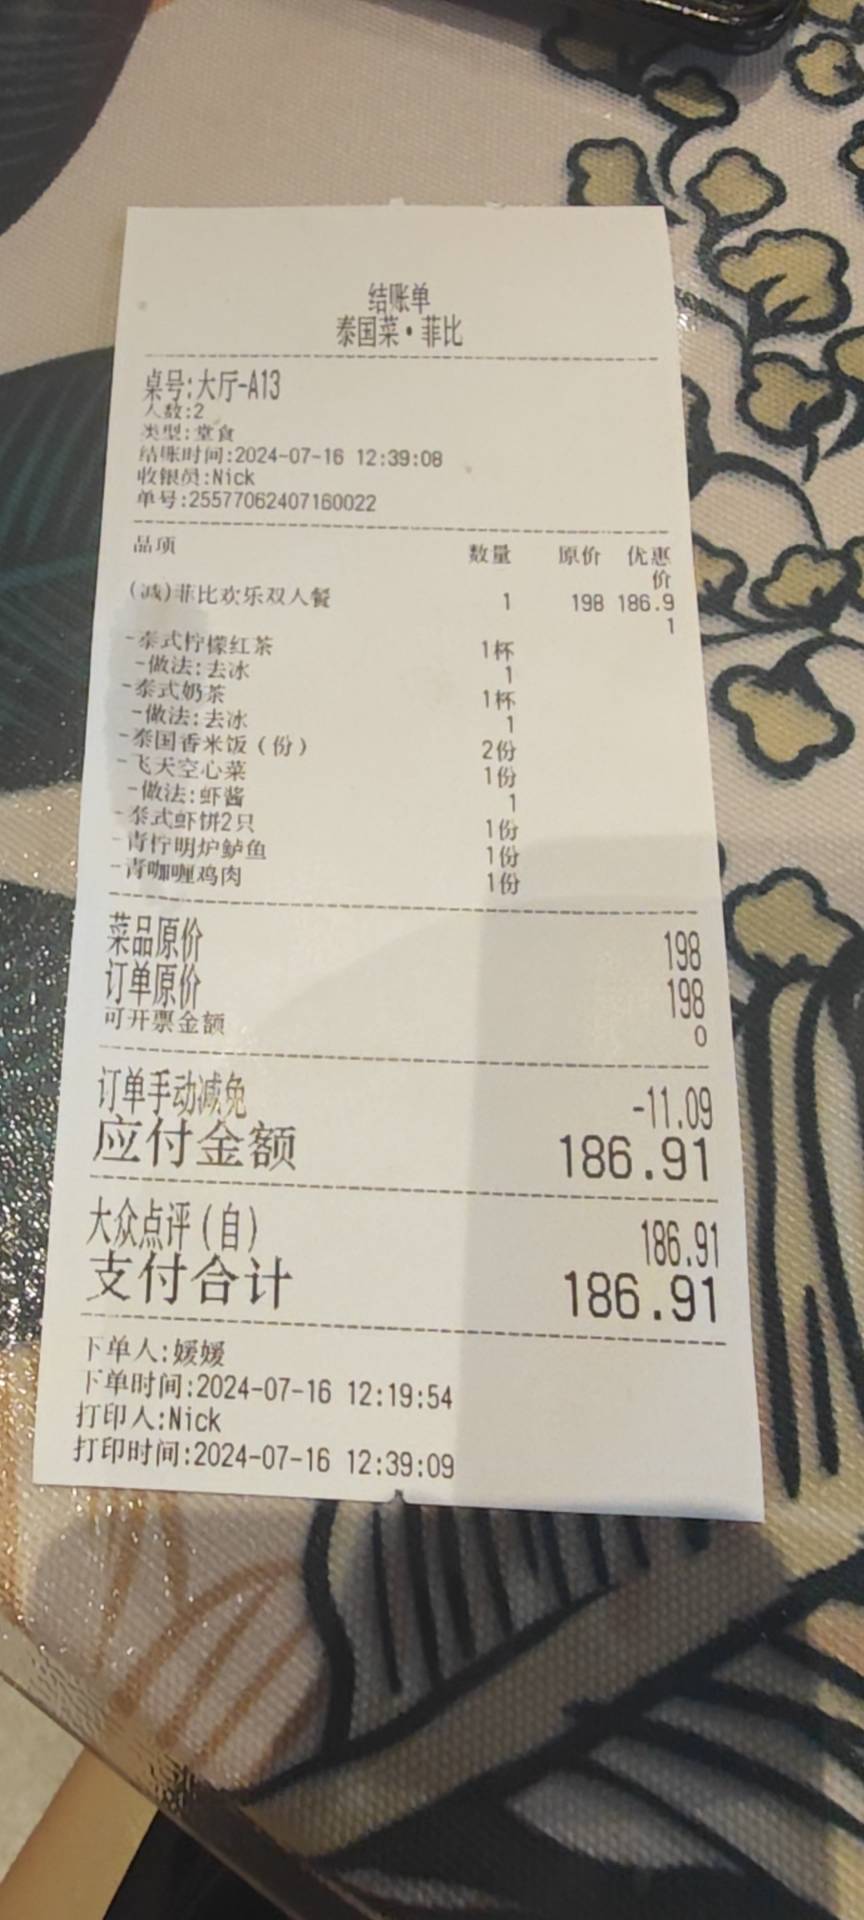 结账单
泰国菜·菲比
桌号:大厅-A13
人数:2
类型:堂食
结账时间:2024-07-16 12:39:08
收银员:Nick
单号:25577062407160022
品项 数量 原价 优惠价
(减)菲比欢乐双人餐 1 198 186.91
-泰式柠檬红茶 1杯
-做法:去冰 1
-泰式奶茶 1杯
-做法:去冰 1
-泰国香米饭(份) 2份
-飞天空心菜 1份
-做法:虾酱 1
-泰式虾饼2只 1份
-青柠明炉鲈鱼 1份
-青咖喱鸡肉 1份
菜品原价 198
订单原价 198
可开票金额 0
订单手动减免 -11.09
应付金额 186.91
大众点评(自) 186.91
支付合计 186.91
下单人:媛媛
下单时间:2024-07-16 12:19:54
打印人:Nick
打印时间:2024-07-16 12:39:09